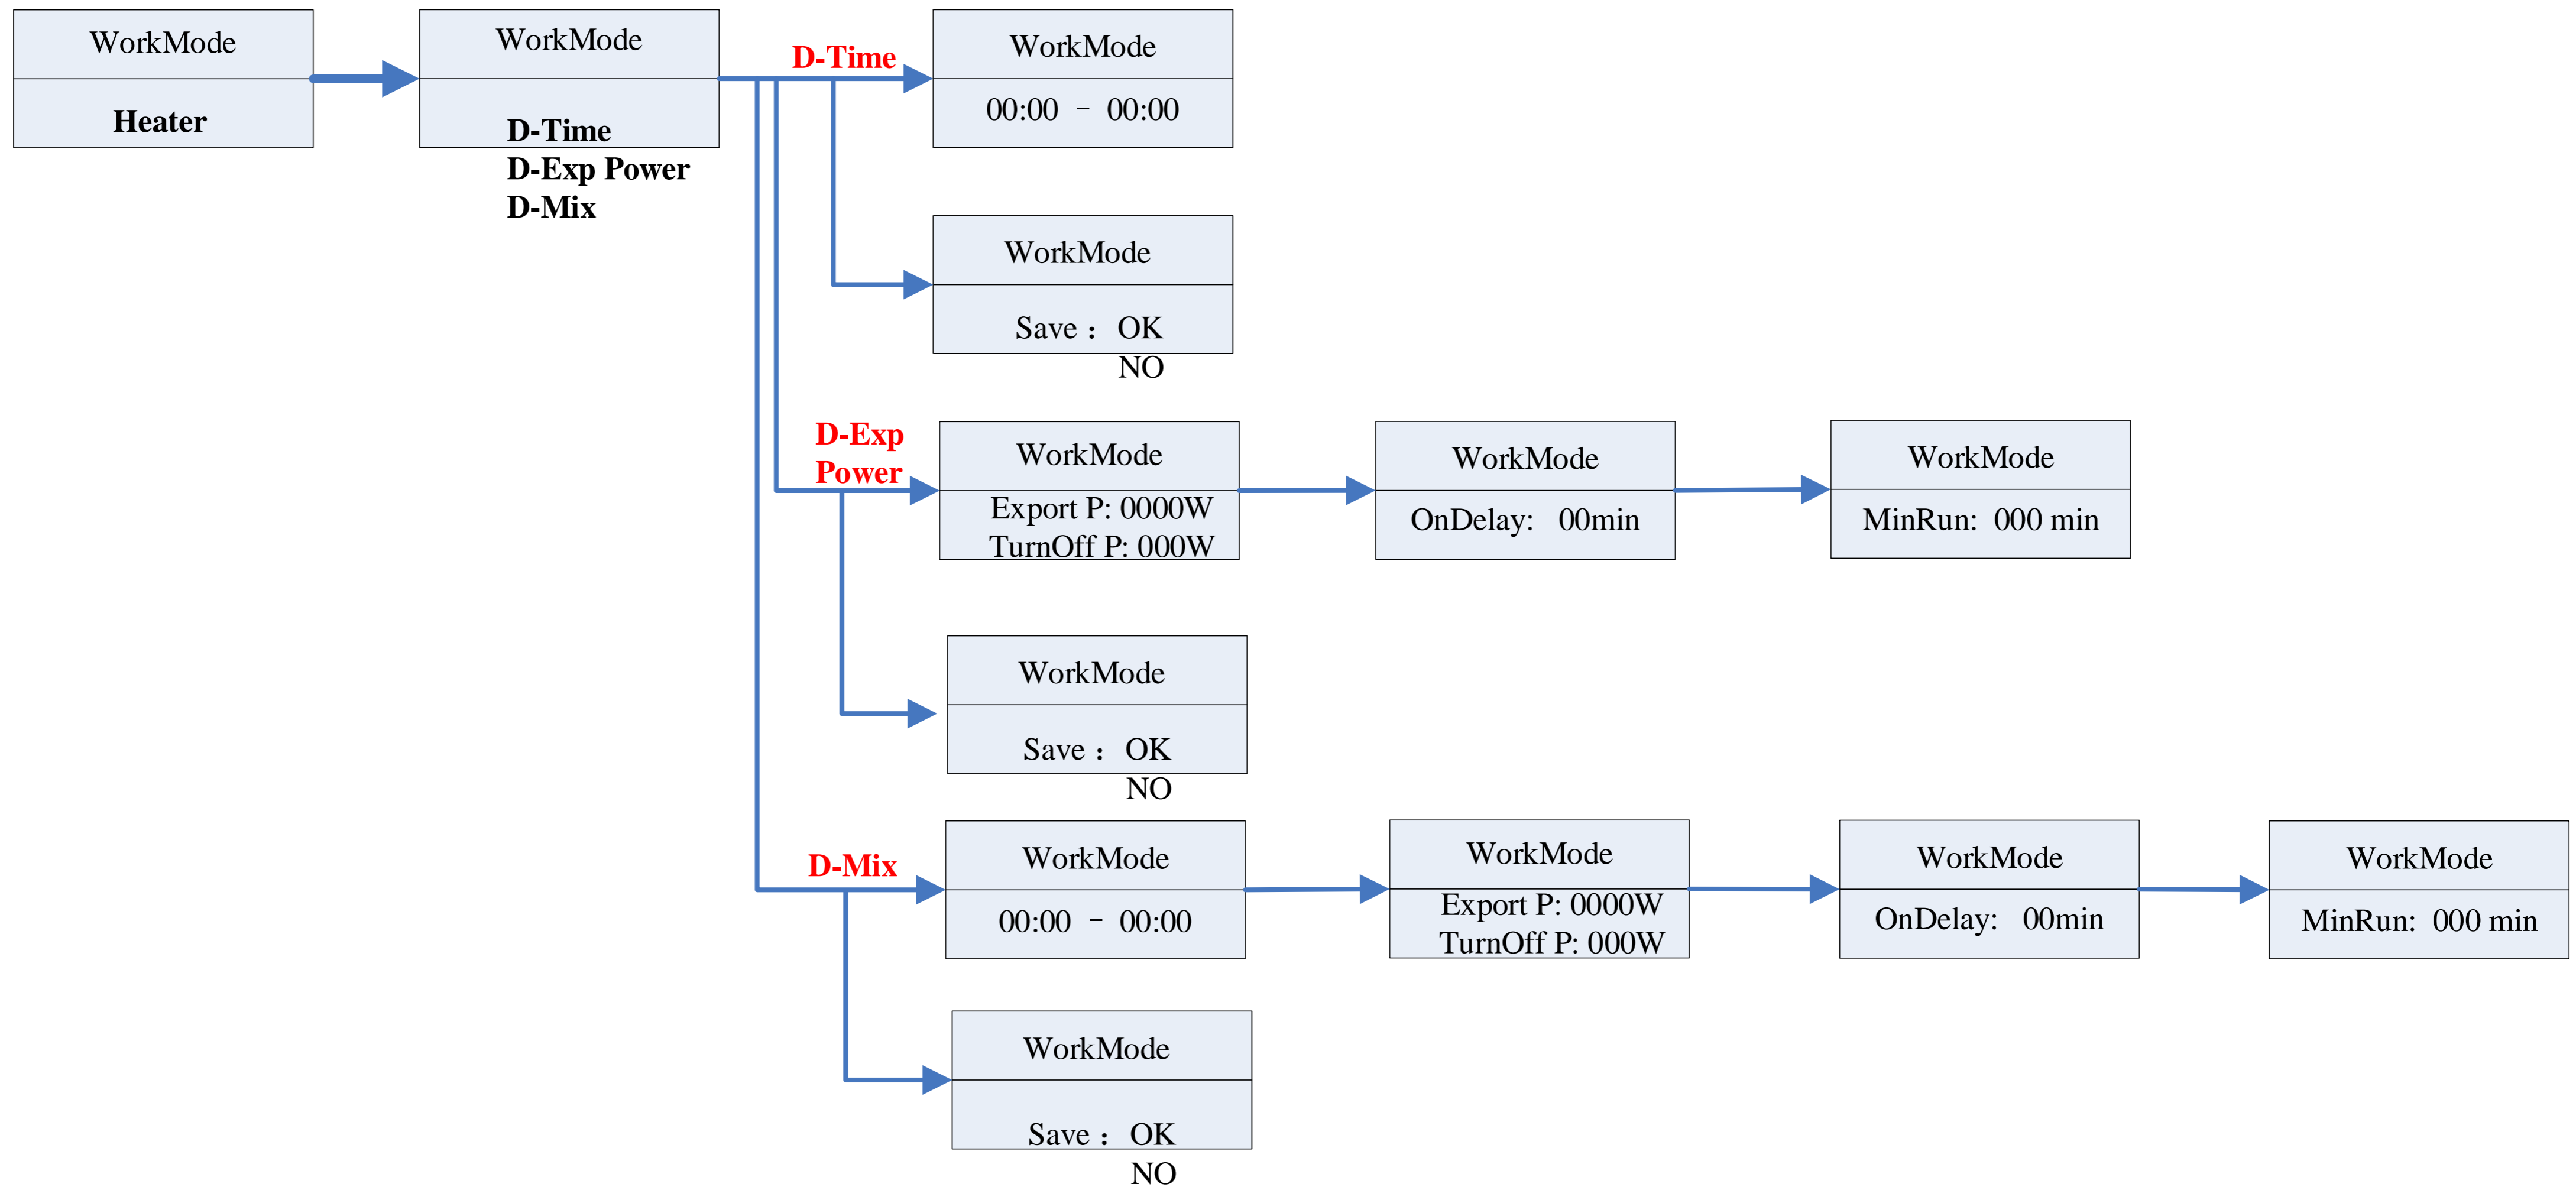 WorkMode
Heater
WorkMode
D-Time
D-Exp Power
D-Mix
D-Time
WorkMode
00:00 - 00:00
WorkMode
Save : OK
NO
D-Exp
Power
WorkMode
Export P: 0000W
TurnOff P: 000W
WorkMode
OnDelay: 00min
WorkMode
MinRun: 000 min
WorkMode
Save : OK
NO
D-Mix
WorkMode
00:00 - 00:00
WorkMode
Export P: 0000W
TurnOff P: 000W
WorkMode
OnDelay: 00min
WorkMode
MinRun: 000 min
WorkMode
Save : OK
NO